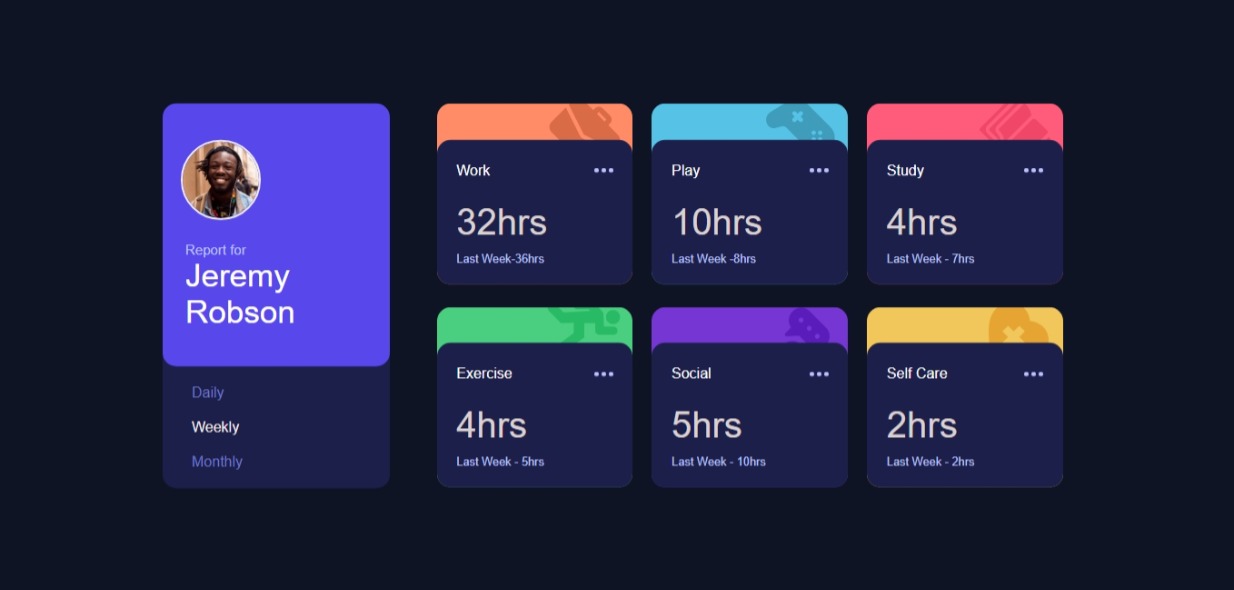 Report for
Jeremy
Robson
Daily
Weekly
Monthly
Work
32hrs
Last Week-36hrs
Play
10hrs
Last Week -8hrs
Study
4hrs
Last Week - 7hrs
Exercise
4hrs
Last Week - 5hrs
Social
5hrs
Last Week - 10hrs
Self Care
2hrs
Last Week - 2hrs